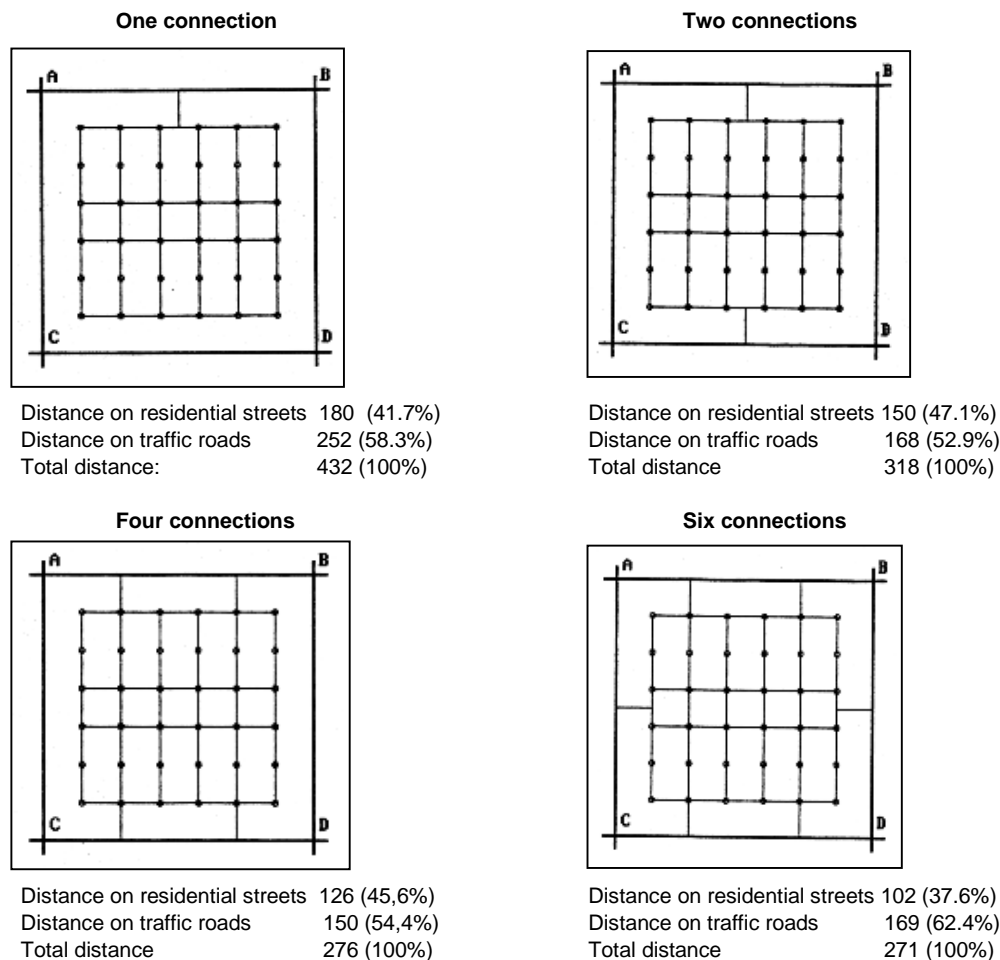 One connection
Two connections
A B
C D
A B
C D
Distance on residential streets 180 (41.7%)
Distance on traffic roads 252 (58.3%)
Total distance: 432 (100%)
Distance on residential streets 150 (47.1%)
Distance on traffic roads 168 (52.9%)
Total distance 318 (100%)
Four connections
Six connections
A B
C D
A B
C D
Distance on residential streets 126 (45,6%)
Distance on traffic roads 150 (54,4%)
Total distance 276 (100%)
Distance on residential streets 102 (37.6%)
Distance on traffic roads 169 (62.4%)
Total distance 271 (100%)